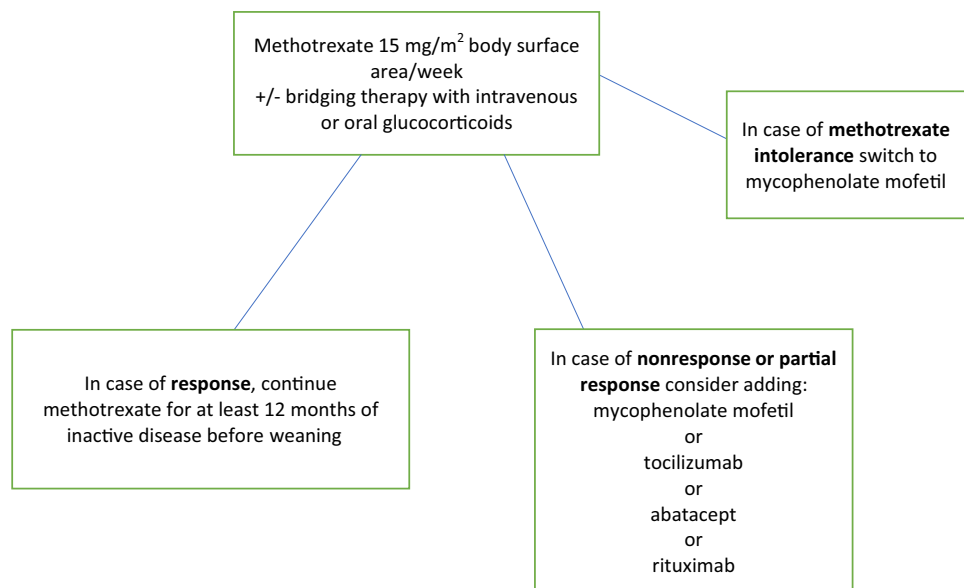 Methotrexate 15 mg/m² body surface
area/week
+/- bridging therapy with intravenous
or oral glucocorticoids
In case of methotrexate
intolerance switch to
mycophenolate mofetil
In case of response, continue
methotrexate for at least 12 months of
inactive disease before weaning
In case of nonresponse or partial
response consider adding:
mycophenolate mofetil
or
tocilizumab
or
abatacept
or
rituximab